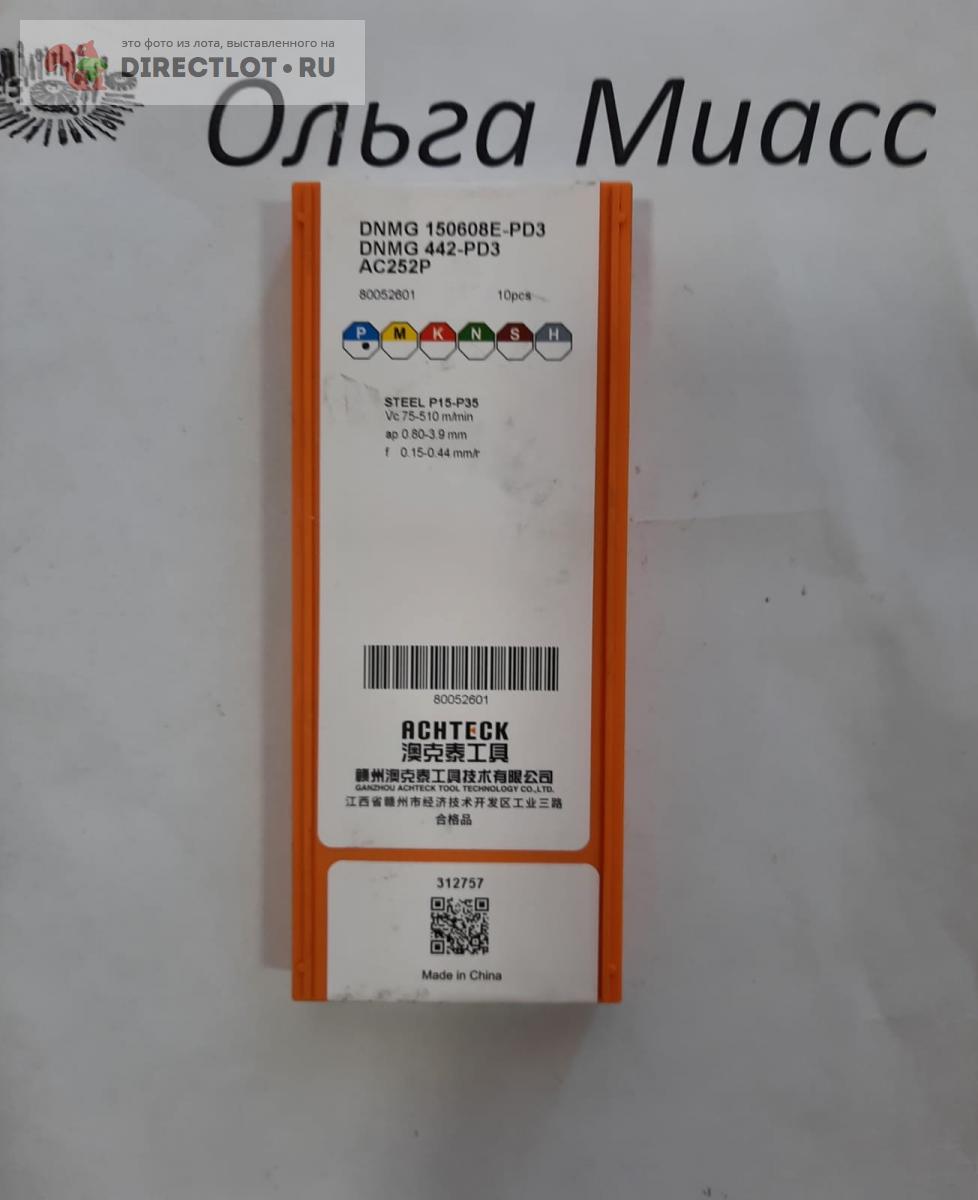 это фото из лота, выставленного на
DIRECTLOT•RU
Ольга Миасс
DNMG 150608E-PD3
DNMG 442-PD3
AC252P
80052601 10pcs
P M K N S H
STEEL P15-P35
Vc 75-510 m/min
ap 0.80-3.9 mm
f 0.15-0.44 mm/r
80052601
ACHTECK
澳克泰工具
赣州澳克泰工具技术有限公司
GANZHOU ACHTECK TOOL TECHNOLOGY CO.,LTD.
江西省赣州市经济技术开发区工业三路
合格品
312757
Made in China